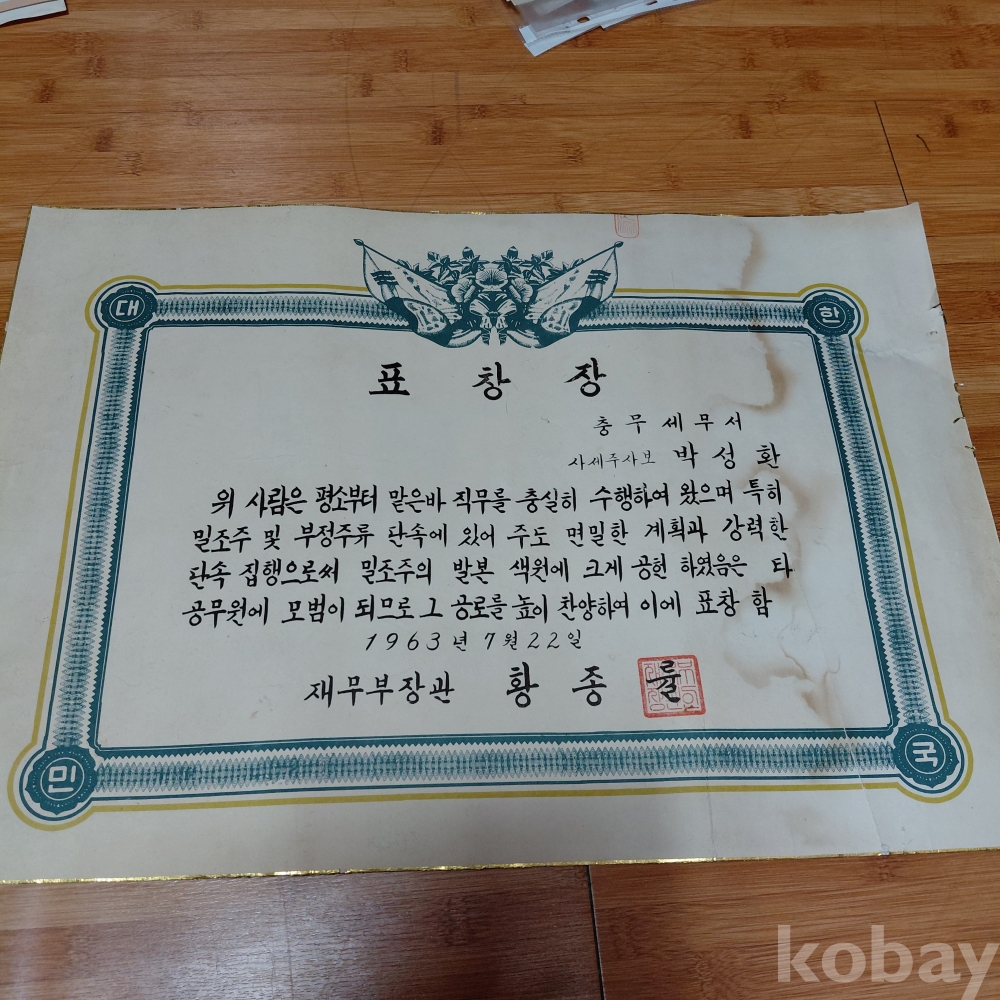 대 한
표 창 장
충무세무서
사세주사보 박성환
위 사람은 평소부터 맡은바 직무를 충실히 수행하여 왔으며 특히
밀조주 및 부정주류 단속에 있어 주도 면밀한 계획과 강력한
단속 집행으로써 밀조주의 발본 색원에 크게 공헌 하였음은 타
공무원에 모범이 되므로 그 공로를 높이 찬양하여 이에 표창 함
1963년 7월 22일
재무부장관 황종률
민 국
kobay